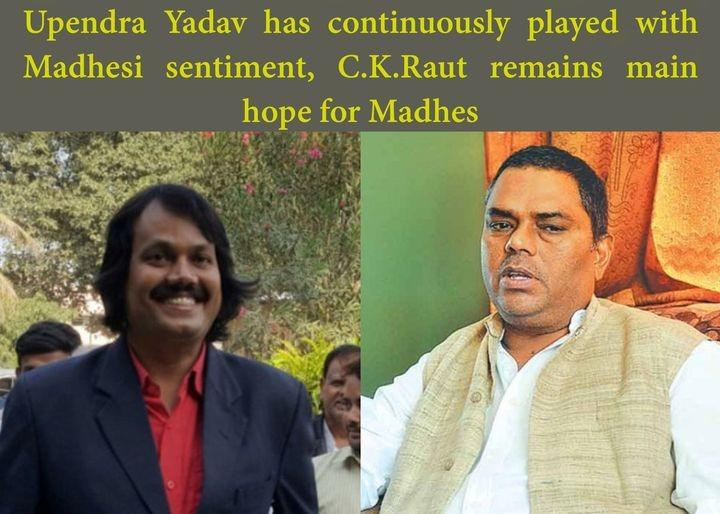 Upendra Yadav has continuously played with
Madhesi sentiment, C.K.Raut remains main
hope for Madhes